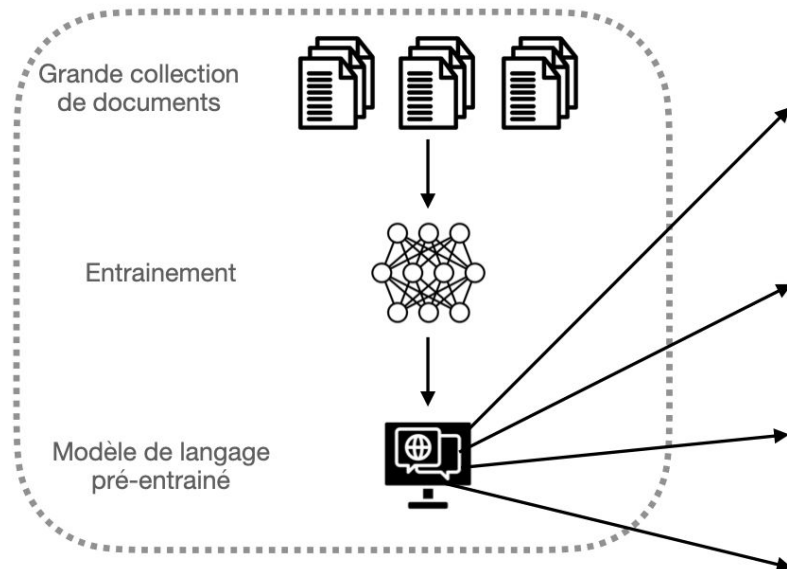 Grande collection
de documents
Entrainement
Modèle de langage
pré-entrainé